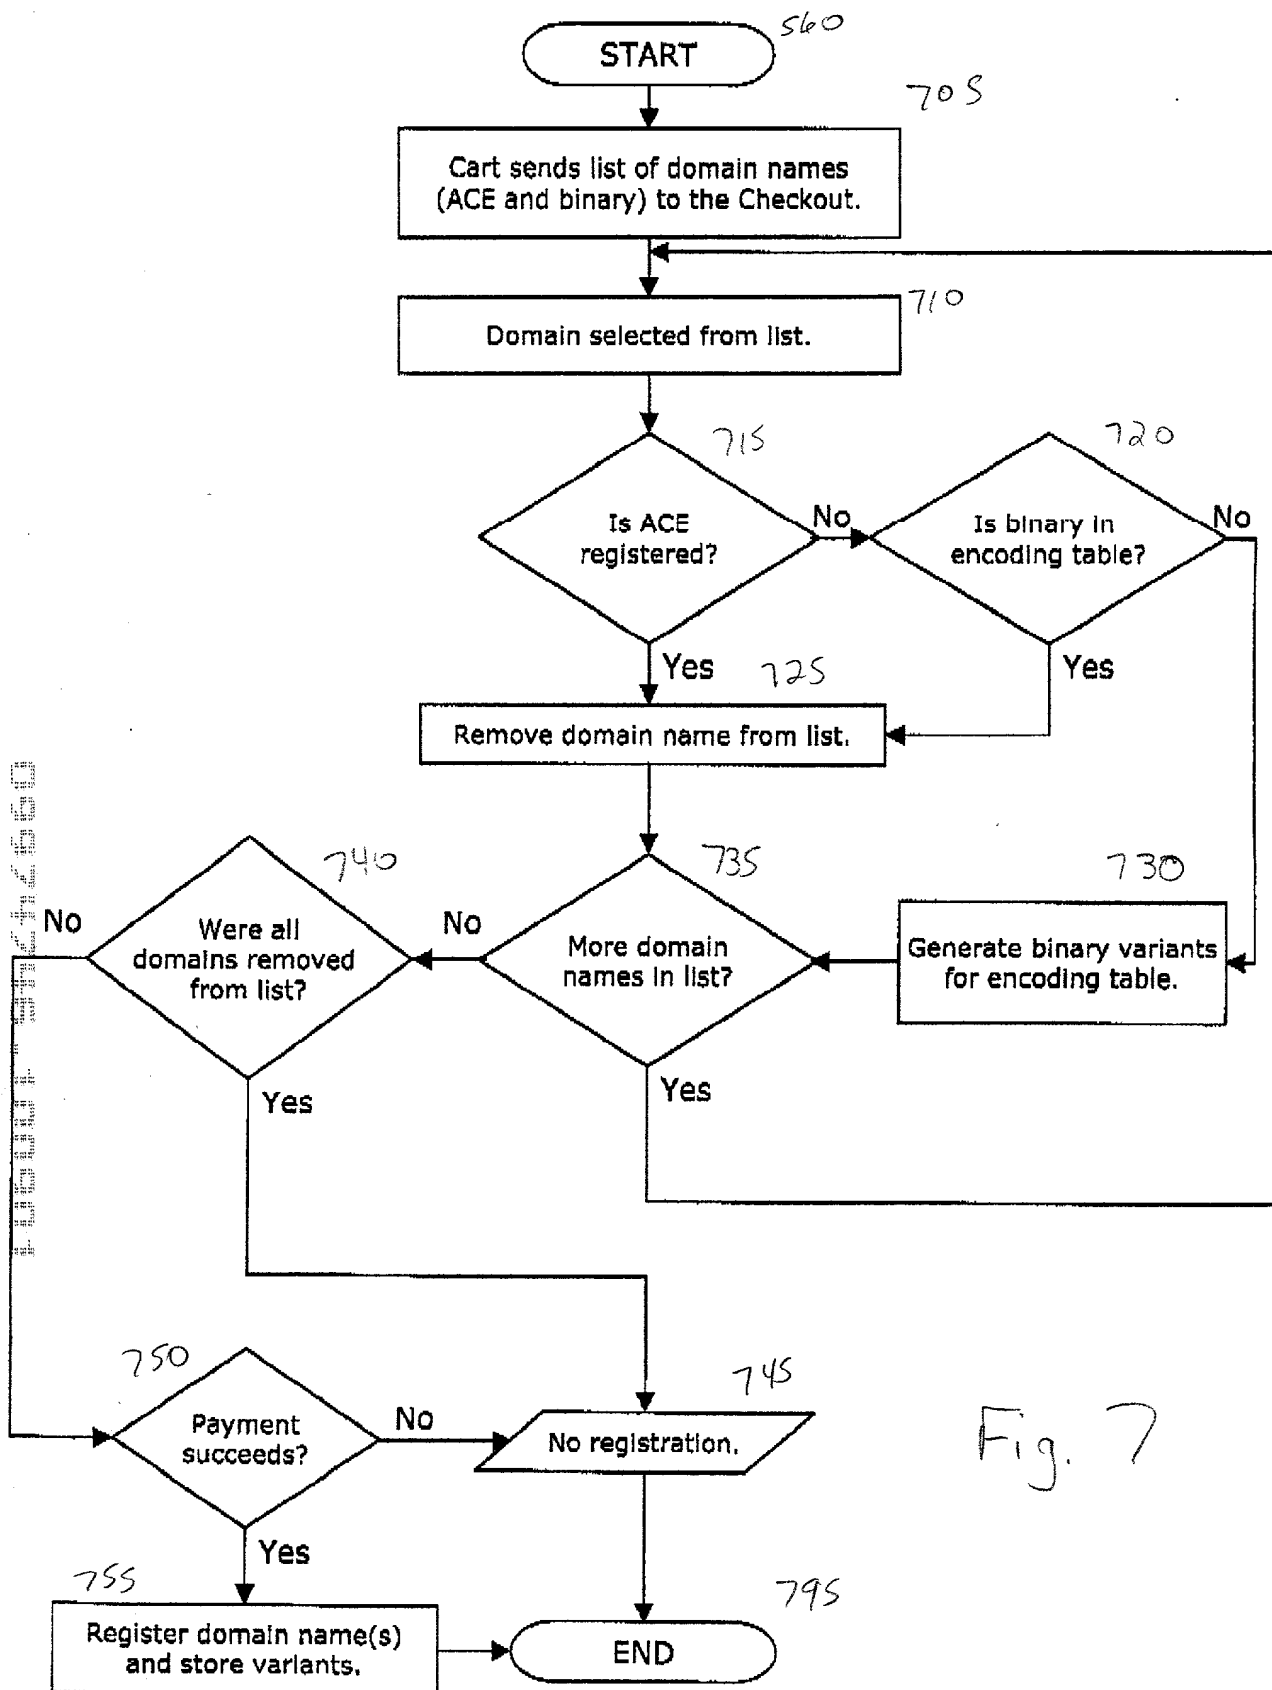 START
560
705
Cart sends list of domain names
(ACE and binary) to the Checkout.
710
Domain selected from list.
715
720
Is ACE
registered?
No
Is binary in
encoding table?
No
Yes
725
Yes
Remove domain name from list.
740
735
730
No
Were all
domains removed
from list?
No
More domain
names in list?
Generate binary variants
for encoding table.
Yes
Yes
750
745
Payment
succeeds?
No
No registration.
Fig. 7
Yes
755
795
Register domain name(s)
and store variants.
END